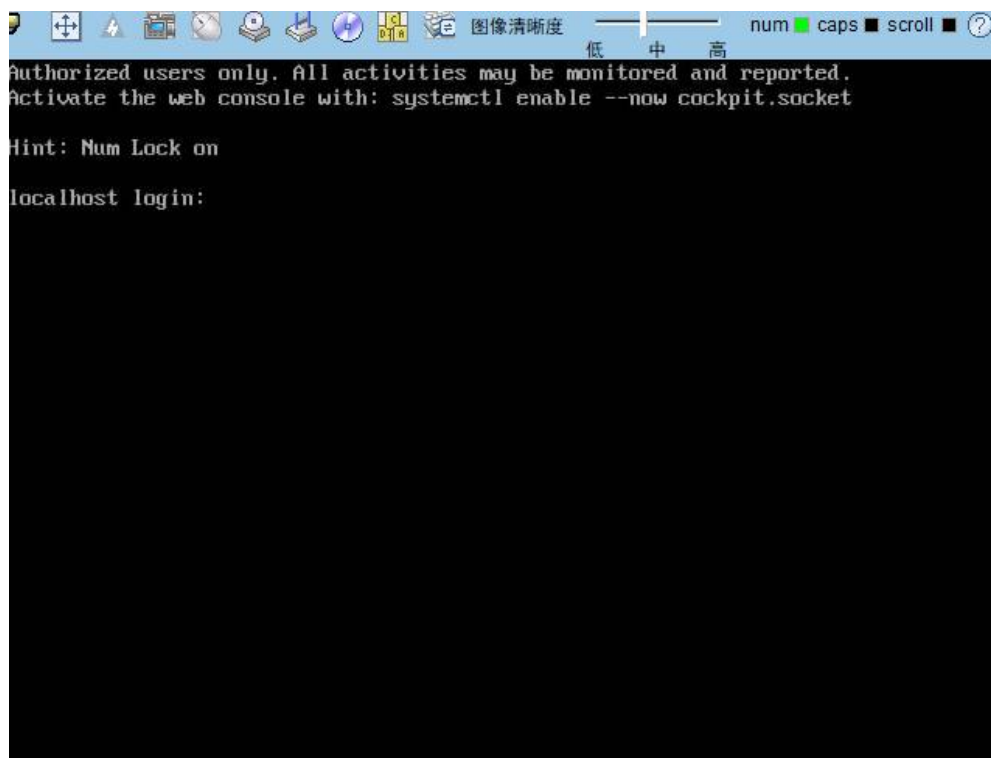 图像清晰度 num caps scroll ?
低 中 高
Authorized users only. All activities may be monitored and reported.
Activate the web console with: systemctl enable --now cockpit.socket
Hint: Num Lock on
localhost login: